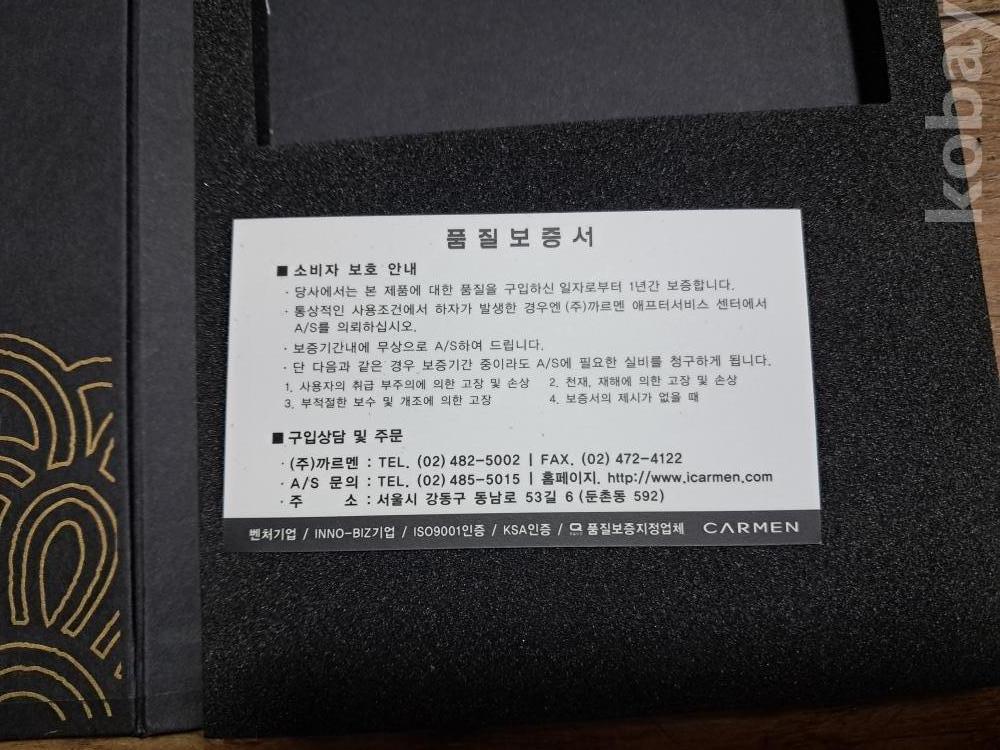 품질보증서
■ 소비자 보호 안내
· 당사에서는 본 제품에 대한 품질을 구입하신 일자로부터 1년간 보증합니다.
· 통상적인 사용조건에서 하자가 발생한 경우엔 (주)까르멘 애프터서비스 센터에서
A/S를 의뢰하십시오.
· 보증기간내에 무상으로 A/S하여 드립니다.
· 단 다음과 같은 경우 보증기간 중이라도 A/S에 필요한 실비를 청구하게 됩니다.
1. 사용자의 취급 부주의에 의한 고장 및 손상 2. 천재, 재해에 의한 고장 및 손상
3. 부적절한 보수 및 개조에 의한 고장 4. 보증서의 제시가 없을 때
■ 구입상담 및 주문
· (주)까르멘 : TEL. (02) 482-5002 | FAX. (02) 472-4122
· A/S 문의 : TEL. (02) 485-5015 | 홈페이지. http://www.icarmen.com
· 주 소 : 서울시 강동구 동남로 53길 6 (둔촌동 592)
벤처기업 / INNO-BIZ기업 / ISO9001인증 / KSA인증 / 품질보증지정업체 CARMEN
kobay